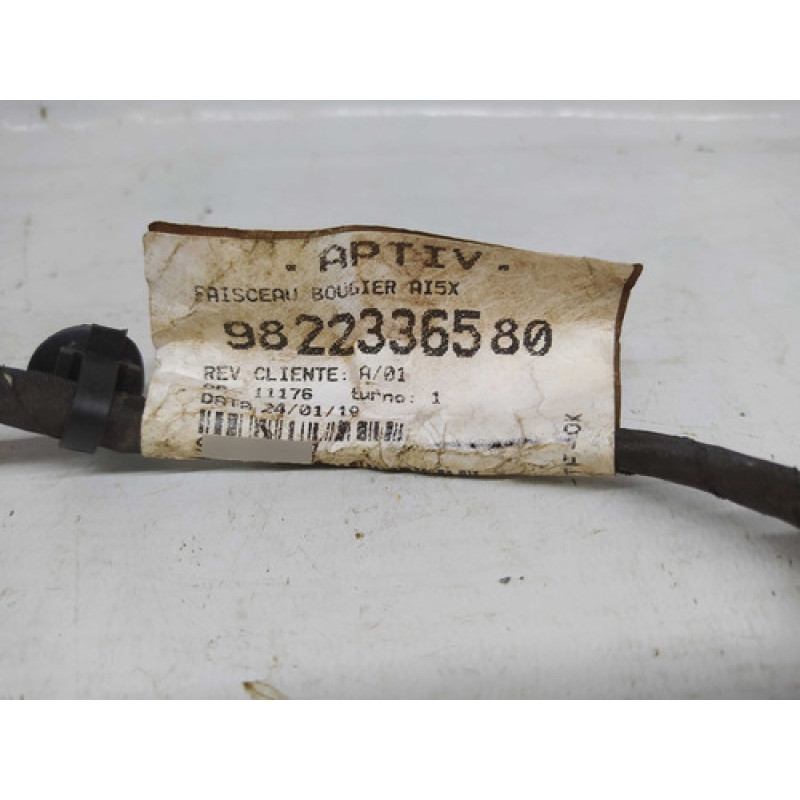 . APTIV .
FAISCEAU BOUGIER AI5X
9822336580
REV CLIENTE: A/01
11176 turno: 1
DATA 24/01/19